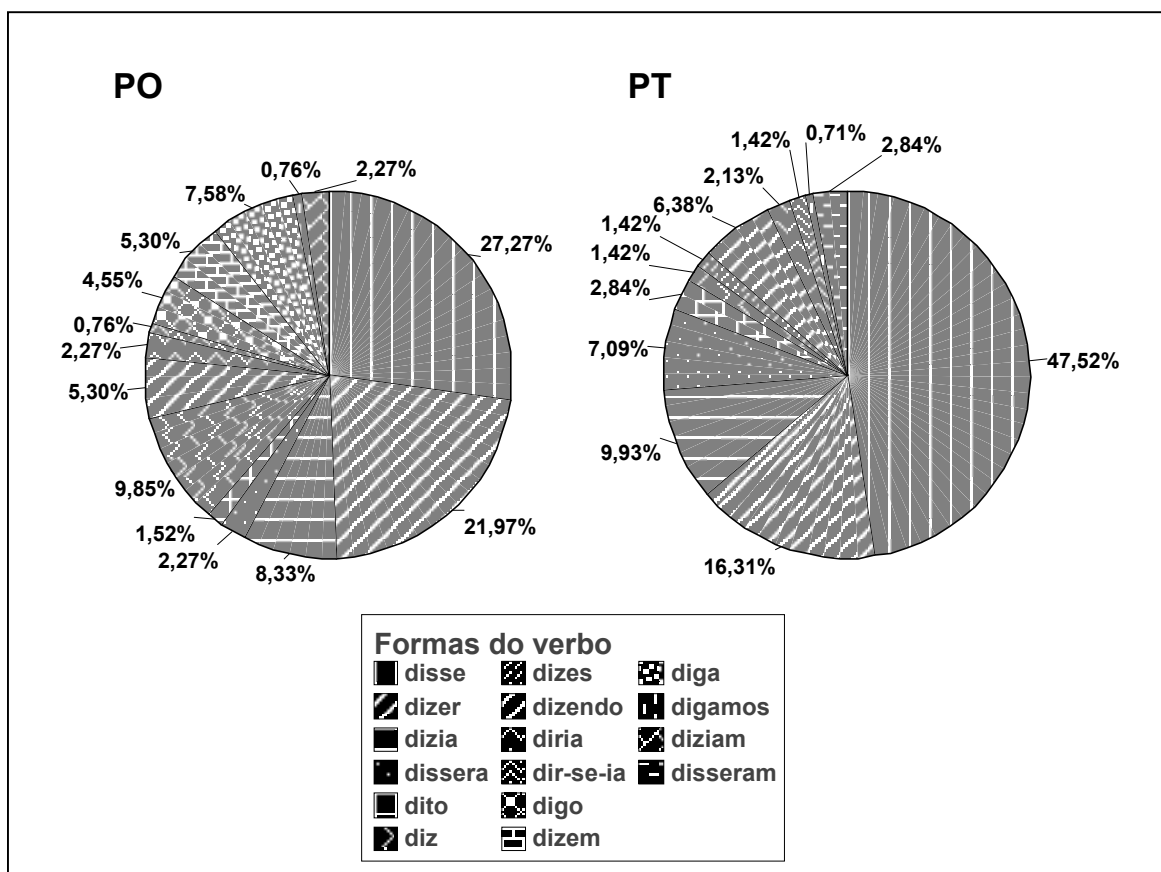 PO
PT
0,76%
2,27%
7,58%
5,30%
4,55%
0,76%
2,27%
5,30%
9,85%
1,52%
2,27%
8,33%
21,97%
27,27%
1,42%
0,71%
2,84%
2,13%
6,38%
1,42%
1,42%
2,84%
7,09%
9,93%
16,31%
47,52%
Formas do verbo
disse dizes diga
dizer dizendo digamos
dizia diria diziam
dissera dir-se-ia disseram
dito digo
diz dizem